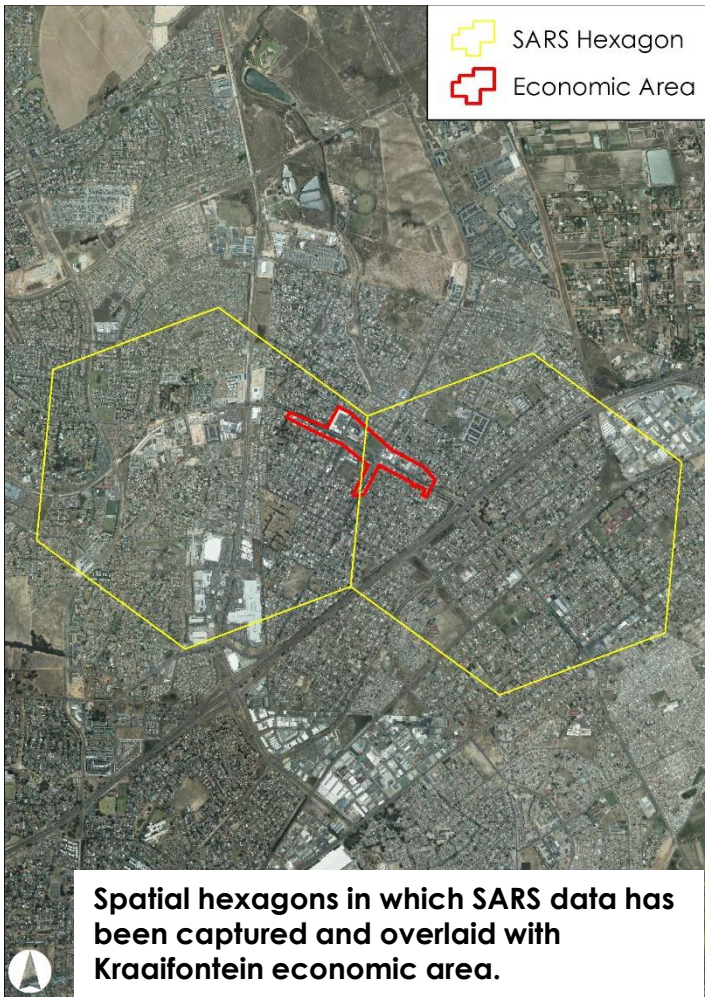 SARS Hexagon
Economic Area
Spatial hexagons in which SARS data has
been captured and overlaid with
Kraaifontein economic area.